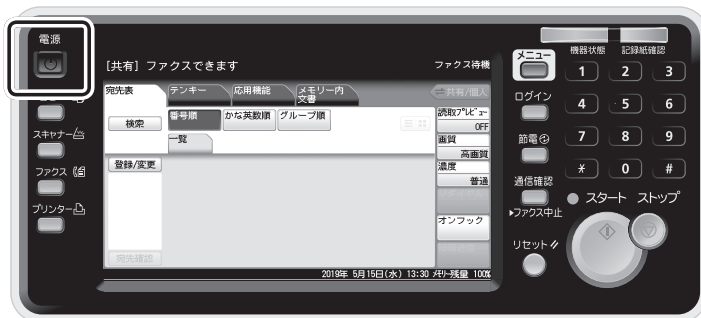 電源
スキャナー
ファクス
プリンター
[共有] ファクスできます
ファクス待機
宛先表
テンキー
応用機能
メモリー内
文書
共有/個人
検索
番号順
かな英数順
グループ順
一覧
登録/変更
宛先確認
読取プレビュー
OFF
画質
高画質
濃度
普通
オンフック
2019年 5月15日(水) 13:30 メモリー残量 100%
メニュー
ログイン
節電
通信確認
▶ファクス中止
リセット
機器状態
記録紙確認
1
2
3
4
5
6
7
8
9
*
0
#
スタート
ストップ